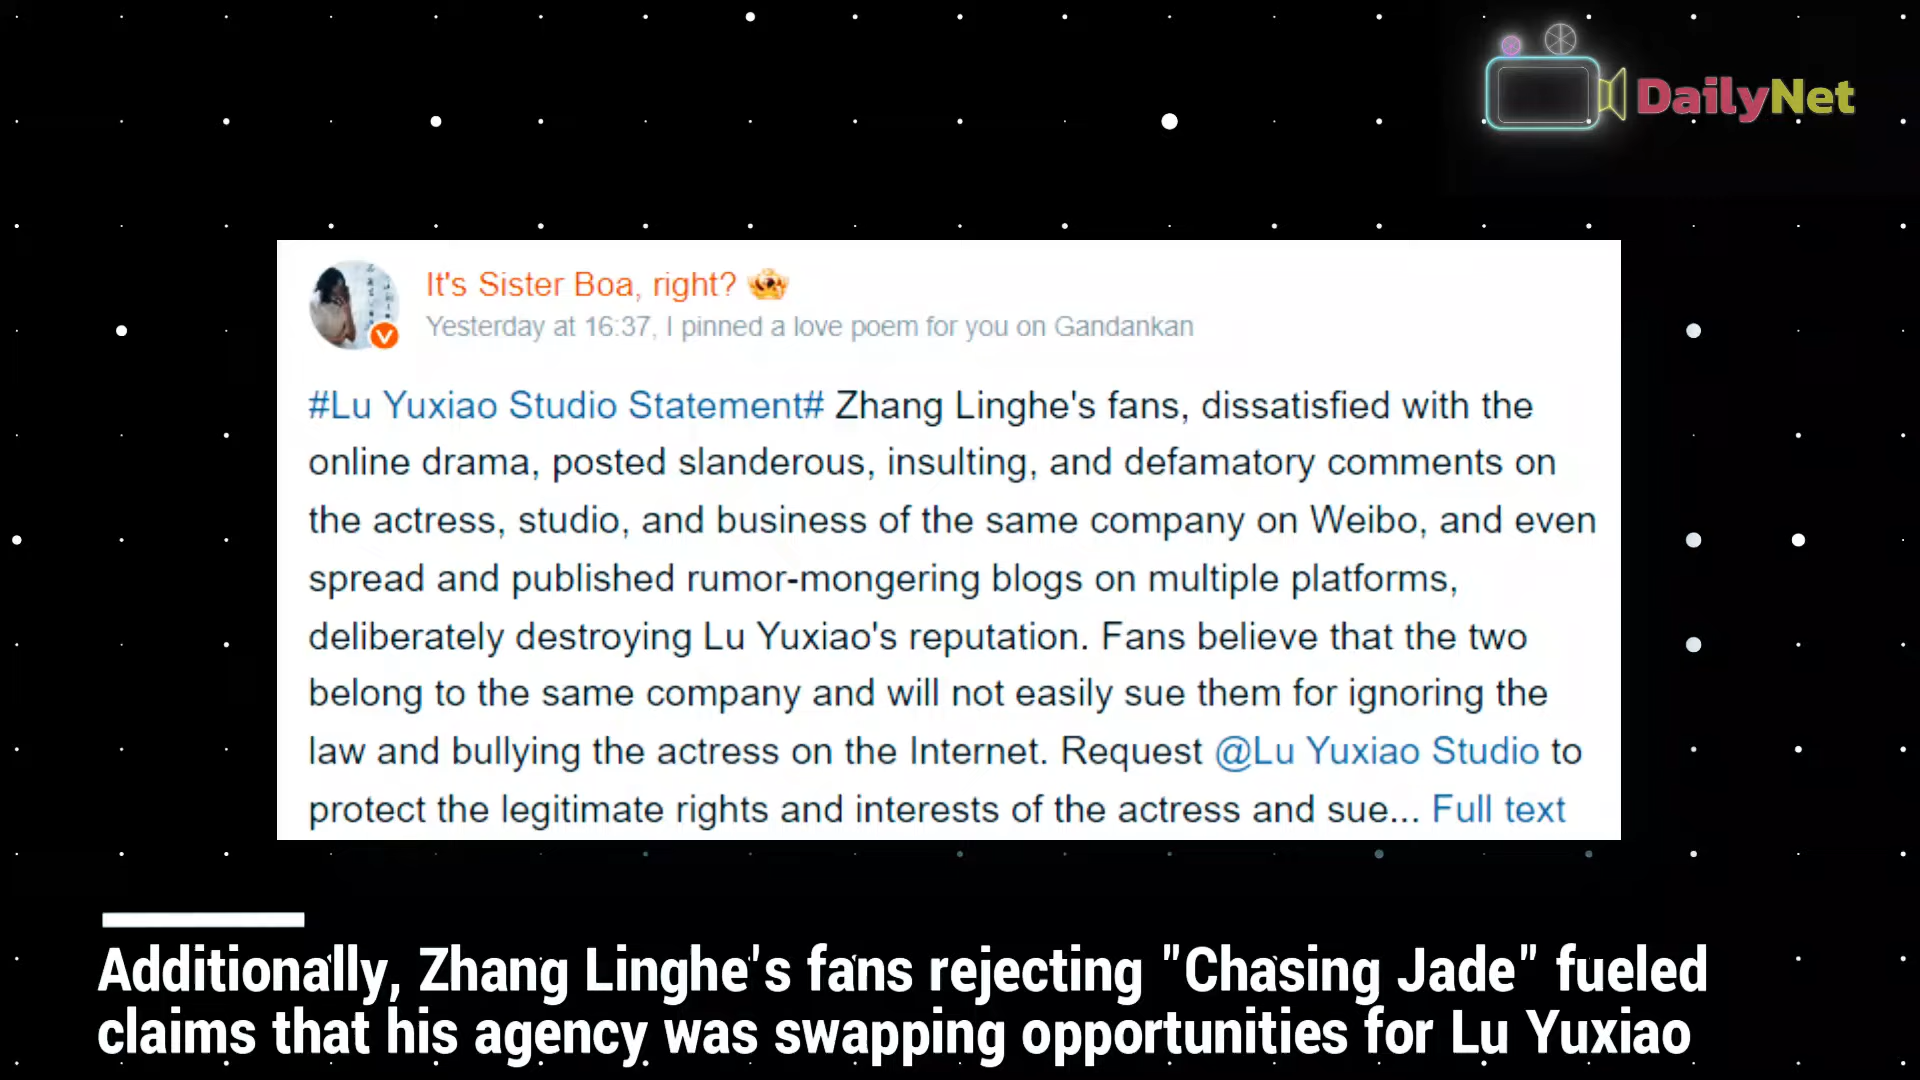 DailyNet
It's Sister Boa, right?
Yesterday at 16:37, I pinned a love poem for you on Gandankan
#Lu Yuxiao Studio Statement# Zhang Linghe's fans, dissatisfied with the
online drama, posted slanderous, insulting, and defamatory comments on
the actress, studio, and business of the same company on Weibo, and even
spread and published rumor-mongering blogs on multiple platforms,
deliberately destroying Lu Yuxiao's reputation. Fans believe that the two
belong to the same company and will not easily sue them for ignoring the
law and bullying the actress on the Internet. Request @Lu Yuxiao Studio to
protect the legitimate rights and interests of the actress and sue... Full text
Additionally, Zhang Linghe's fans rejecting "Chasing Jade" fueled
claims that his agency was swapping opportunities for Lu Yuxiao